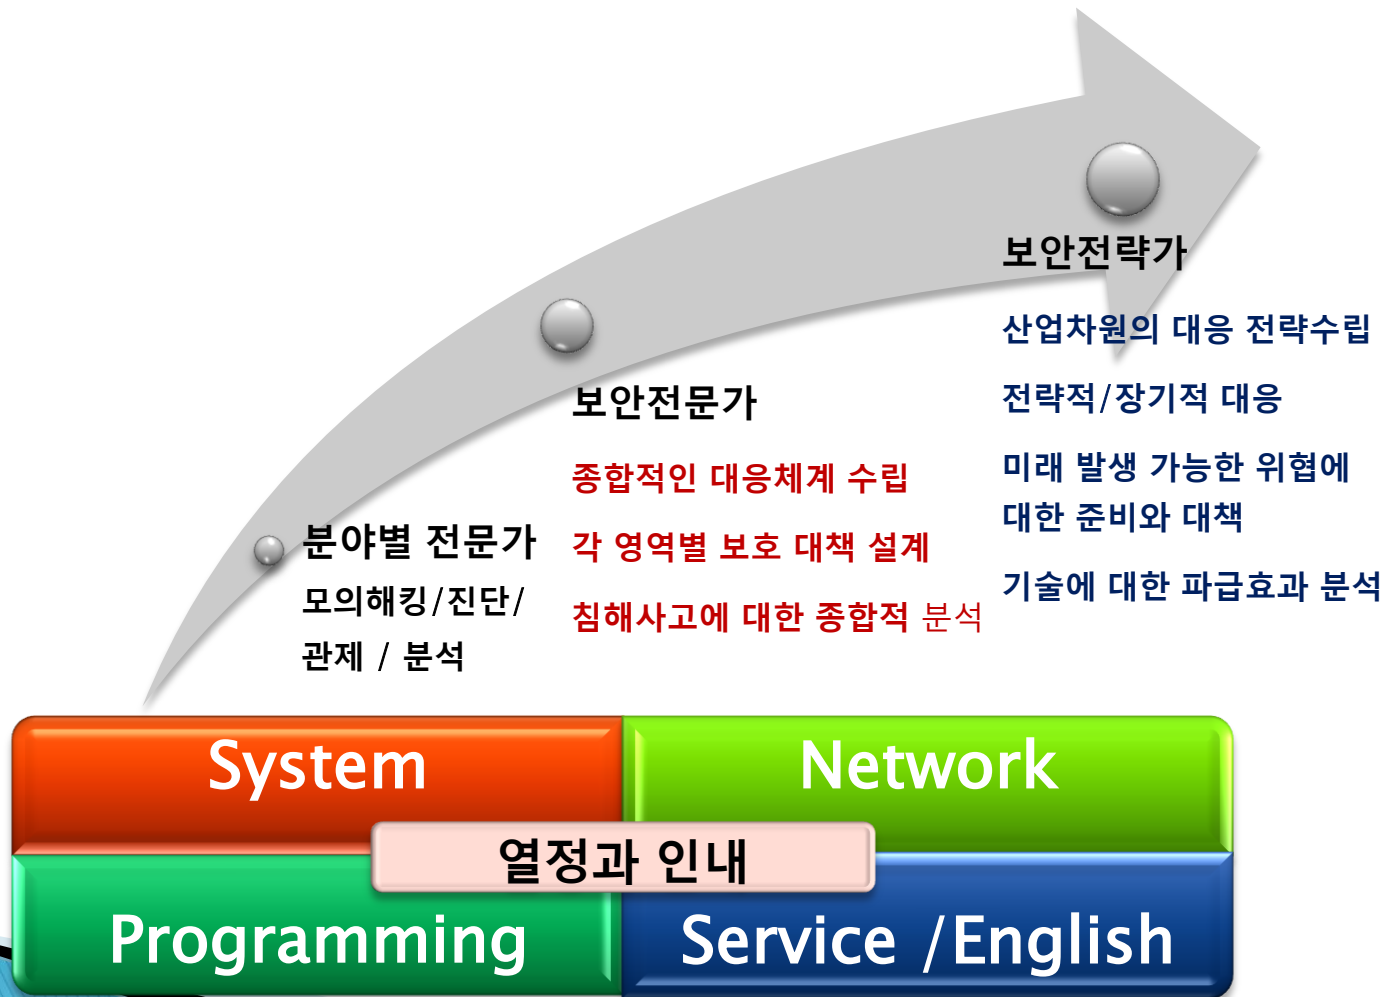 보안전략가
산업차원의 대응 전략수립
전략적/장기적 대응
미래 발생 가능한 위협에
대한 준비와 대책
기술에 대한 파급효과 분석
보안전문가
종합적인 대응체계 수립
각 영역별 보호 대책 설계
침해사고에 대한 종합적 분석
분야별 전문가
모의해킹/진단/
관제 / 분석
System
Network
열정과 인내
Programming
Service /English